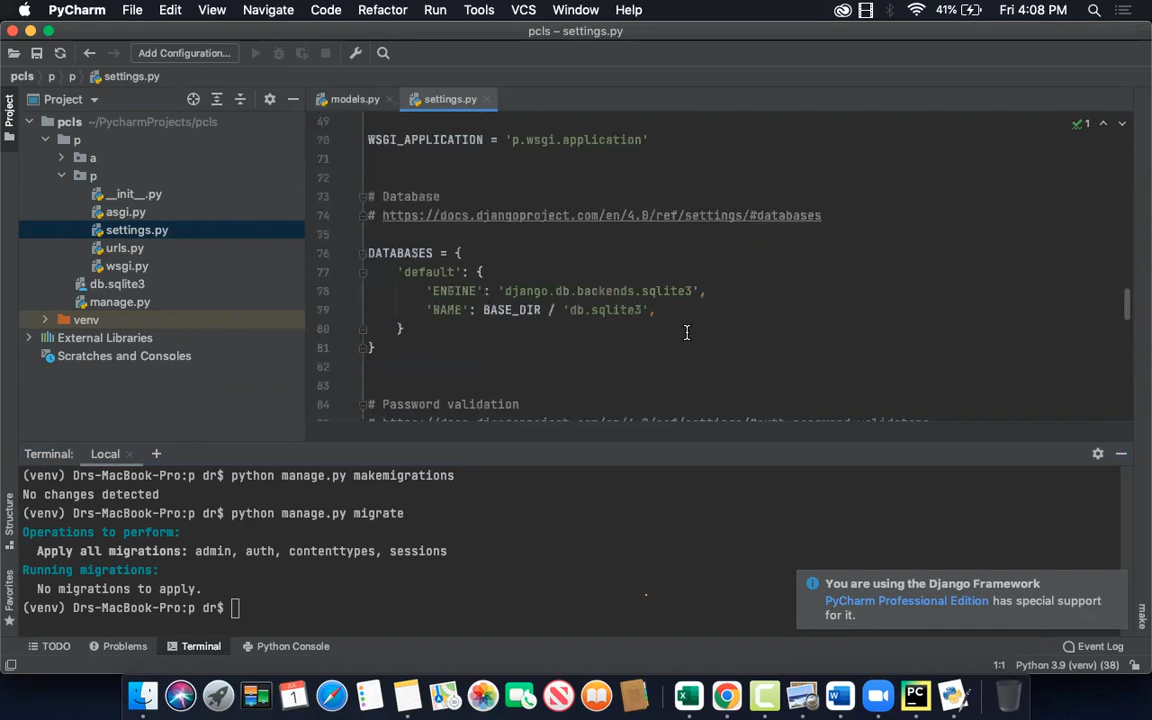 PyCharm File Edit View Navigate Code Refactor Run Tools VCS Window Help 41% Fri 4:08 PM
pcls – settings.py
Add Configuration...
pcls p p settings.py
Project
models.py settings.py
Project
pcls ~/PycharmProjects/pcls
p
a
p
__init__.py
asgi.py
settings.py
urls.py
wsgi.py
db.sqlite3
manage.py
venv
External Libraries
Scratches and Consoles
69
70 WSGI_APPLICATION = 'p.wsgi.application'
71
72
73 # Database
74 # https://docs.djangoproject.com/en/4.0/ref/settings/#databases
75
76 DATABASES = {
77 'default': {
78 'ENGINE': 'django.db.backends.sqlite3',
79 'NAME': BASE_DIR / 'db.sqlite3',
80 }
81 }
82
83
84 # Password validation
1
Terminal: Local
(venv) Drs-MacBook-Pro:p dr$ python manage.py makemigrations
No changes detected
(venv) Drs-MacBook-Pro:p dr$ python manage.py migrate
Operations to perform:
Apply all migrations: admin, auth, contenttypes, sessions
Running migrations:
No migrations to apply.
(venv) Drs-MacBook-Pro:p dr$
Structure
Favorites
You are using the Django Framework
PyCharm Professional Edition has special support
for it.
make
TODO Problems Terminal Python Console Event Log
1:1 Python 3.9 (venv) (38)